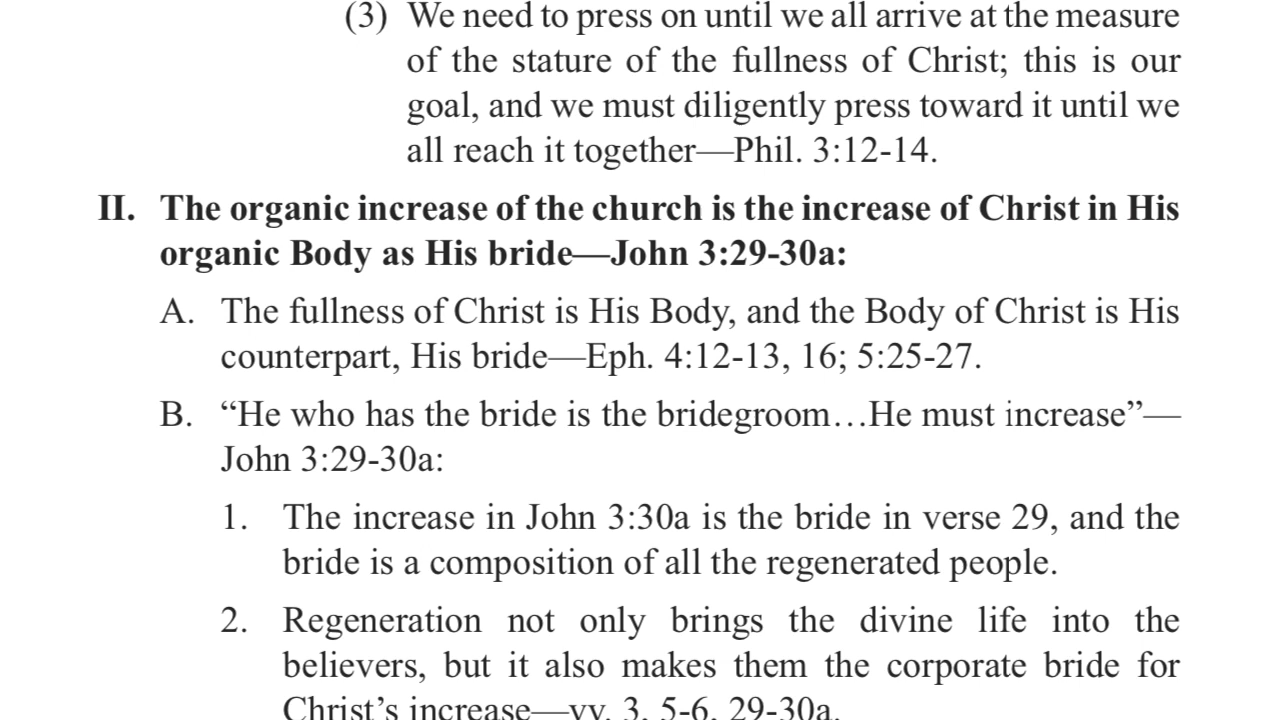 (3) We need to press on until we all arrive at the measure
of the stature of the fullness of Christ; this is our
goal, and we must diligently press toward it until we
all reach it together—Phil. 3:12-14.
II. The organic increase of the church is the increase of Christ in His
organic Body as His bride—John 3:29-30a:
A. The fullness of Christ is His Body, and the Body of Christ is His
counterpart, His bride—Eph. 4:12-13, 16; 5:25-27.
B. “He who has the bride is the bridegroom…He must increase”—
John 3:29-30a:
1. The increase in John 3:30a is the bride in verse 29, and the
bride is a composition of all the regenerated people.
2. Regeneration not only brings the divine life into the
believers, but it also makes them the corporate bride for
Christ’s increase—vv. 3, 5-6, 29-30a.